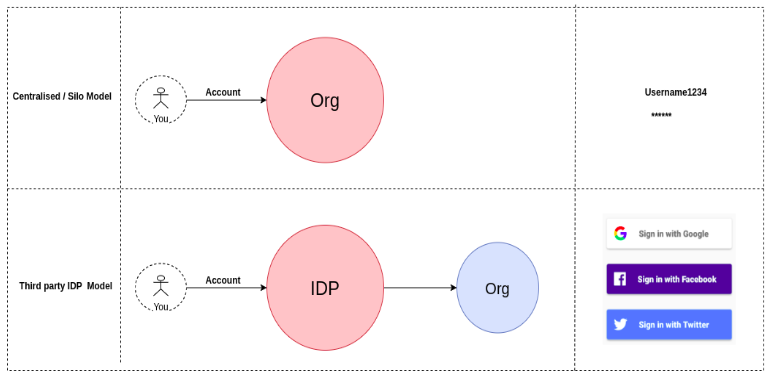 Centralised / Silo Model
You
Account
Org
Username1234
******
Third party IDP Model
You
Account
IDP
Org
Sign in with Google
Sign in with Facebook
Sign in with Twitter